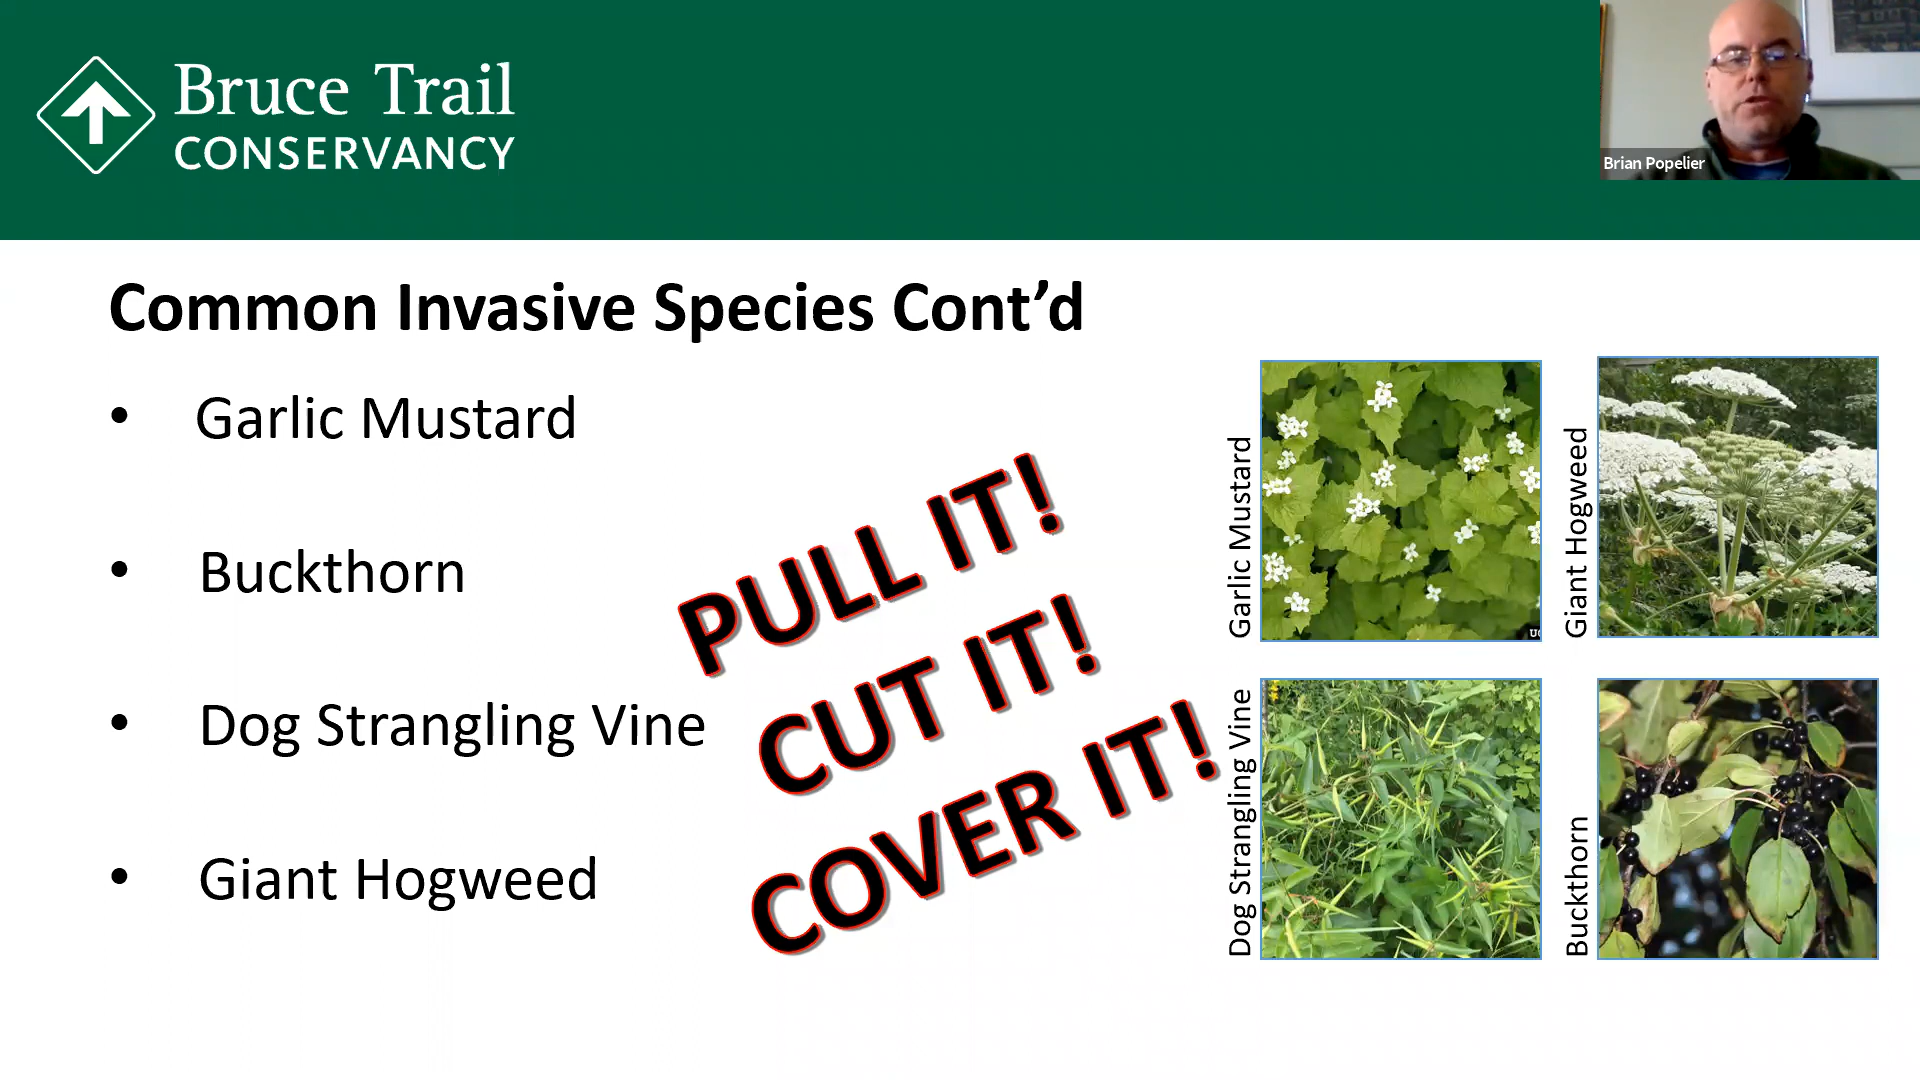 Bruce Trail
CONSERVANCY
Brian Popelier
Common Invasive Species Cont’d
• Garlic Mustard
• Buckthorn
• Dog Strangling Vine
• Giant Hogweed
PULL IT!
CUT IT!
COVER IT!
Garlic Mustard
Giant Hogweed
Dog Strangling Vine
Buckthorn